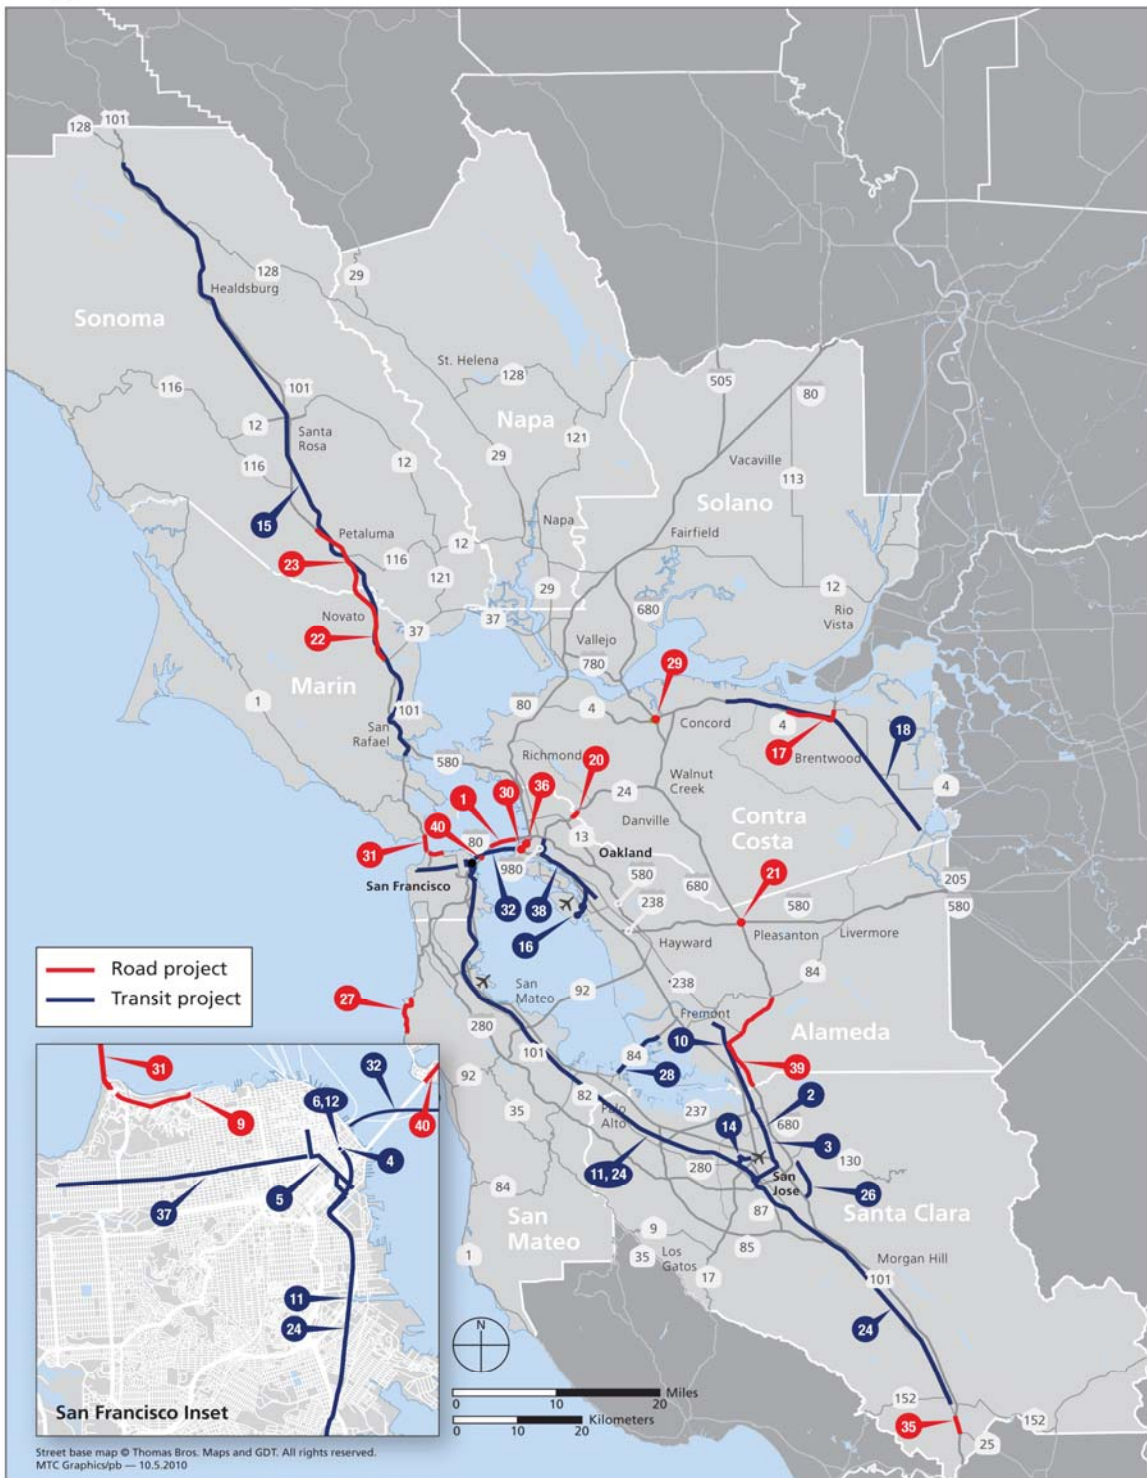 128
101
128
29
Healdsburg
Sonoma
St. Helena
128
505
80
116
101
Napa
12
Santa
Rosa
121
116
12
29
Vacaville
113
Solano
15
Petaluma
Napa
Fairfield
12
23
116
121
29
12
680
Rio
Vista
Novato
37
37
22
Vallejo
780
29
Marin
1
101
80
4
Concord
4
18
San
Rafael
17
Brentwood
580
Richmond
20
Walnut
Creek
4
1
30
36
24
Contra
Costa
40
13
Danville
31
80
Oakland
San Francisco
980
580
680
21
205
32
38
238
580
580
16
Pleasanton
Livermore
Hayward
Road project
Transit project
84
San
Mateo
92
238
27
280
Fremont
Alameda
101
84
10
39
28
92
82
2
35
Palo
Alto
237
680
14
3
130
11, 24
280
San
Jose
26
84
San
Mateo
87
Santa Clara
9
85
1
35
Los
Gatos
Morgan Hill
17
101
24
152
152
35
25
31
32
6,12
9
40
4
5
37
11
24
San Francisco Inset
N
Miles
0 10 20
Kilometers
0 10 20
Street base map © Thomas Bros. Maps and GDT. All rights reserved.
MTC Graphics/pb — 10.5.2010